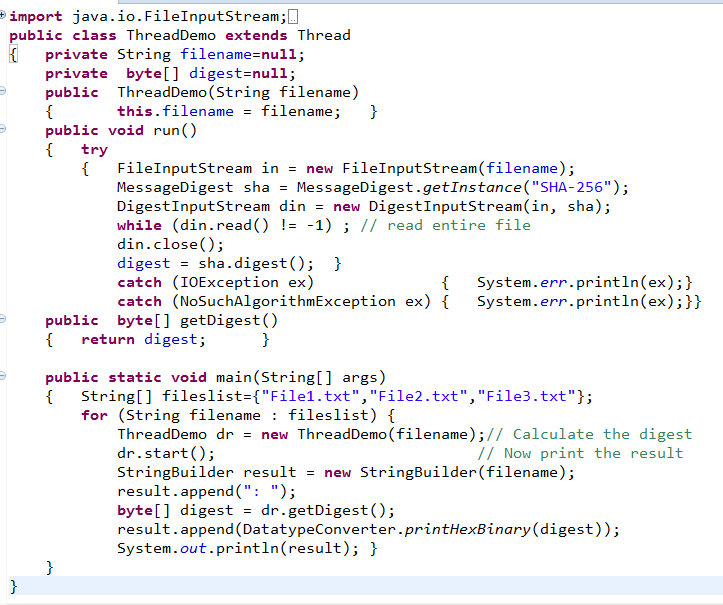 import java.io.FileInputStream;
public class ThreadDemo extends Thread
{   private String filename=null;
    private  byte[] digest=null;
    public  ThreadDemo(String filename)
    {       this.filename = filename;   }
    public void run()
    {   try
        {   FileInputStream in = new FileInputStream(filename);
            MessageDigest sha = MessageDigest.getInstance("SHA-256");
            DigestInputStream din = new DigestInputStream(in, sha);
            while (din.read() != -1) ; // read entire file
            din.close();
            digest = sha.digest();  }
            catch (IOException ex)              {   System.err.println(ex);}
            catch (NoSuchAlgorithmException ex) {   System.err.println(ex);}}
    public  byte[] getDigest()
    {   return digest;      }

    public static void main(String[] args)
    {   String[] fileslist={"File1.txt","File2.txt","File3.txt"};
        for (String filename : fileslist) {
            ThreadDemo dr = new ThreadDemo(filename);// Calculate the digest
            dr.start();                             // Now print the result
            StringBuilder result = new StringBuilder(filename);
            result.append(": ");
            byte[] digest = dr.getDigest();
            result.append(DatatypeConverter.printHexBinary(digest));
            System.out.println(result); }
    }
}